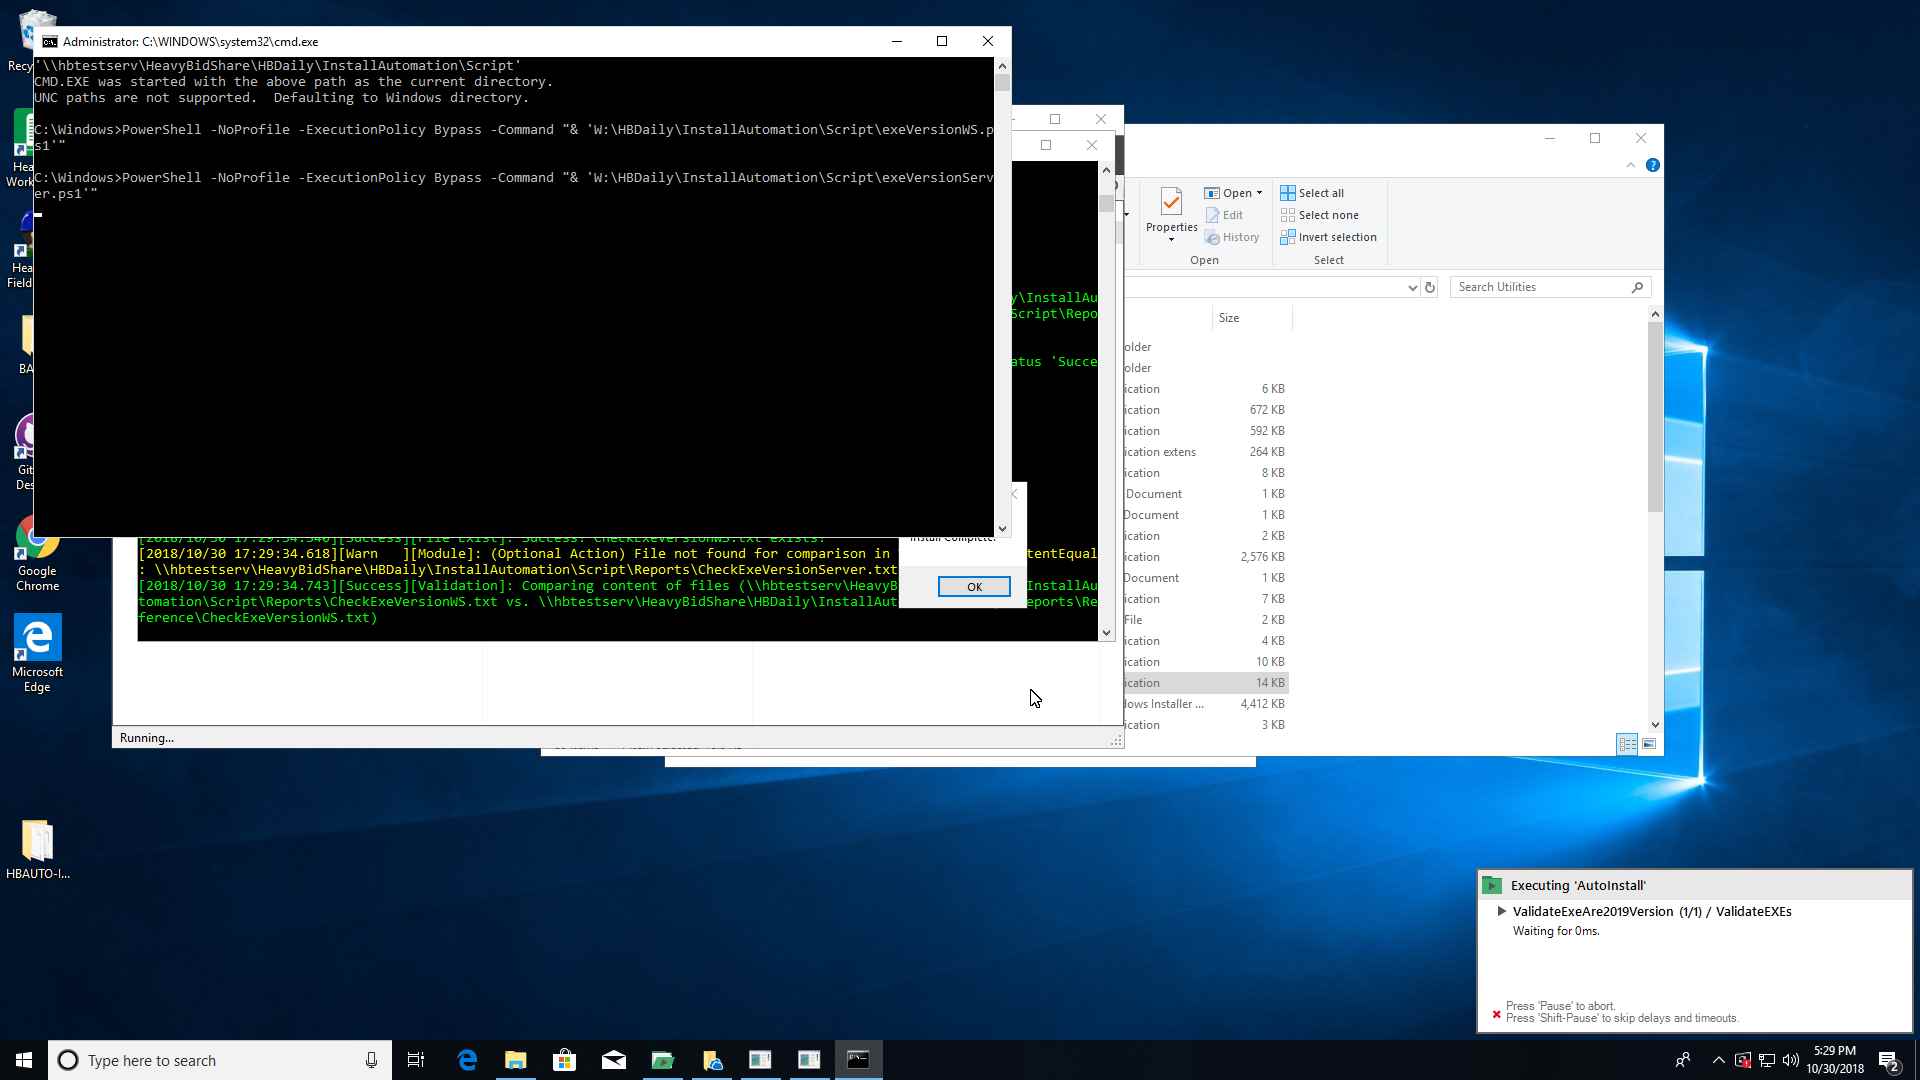 Administrator: C:\WINDOWS\system32\cmd.exe
'\\hbtestserv\HeavyBidShare\HBDaily\InstallAutomation\Script'
CMD.EXE was started with the above path as the current directory.
UNC paths are not supported.  Defaulting to Windows directory.
C:\Windows>PowerShell -NoProfile -ExecutionPolicy Bypass -Command "& 'W:\HBDaily\InstallAutomation\Script\exeVersionWS.p
s1'"
C:\Windows>PowerShell -NoProfile -ExecutionPolicy Bypass -Command "& 'W:\HBDaily\InstallAutomation\Script\exeVersionServ
er.ps1'"
y\InstallAu
Script\Repo
atus 'Succe
[2018/10/30 17:29:34.540][Success][File Exist]: Success! CheckExeVersionWS.txt exists!
[2018/10/30 17:29:34.618][Warn   ][Module]: (Optional Action) File not found for comparison in
tentEqual
: \\hbtestserv\HeavyBidShare\HBDaily\InstallAutomation\Script\Reports\CheckExeVersionServer.txt
[2018/10/30 17:29:34.743][Success][Validation]: Comparing content of files (\\hbtestserv\HeavyB
InstallAu
tomation\Script\Reports\CheckExeVersionWS.txt vs. \\hbtestserv\HeavyBidShare\HBDaily\InstallAut
eports\Re
ference\CheckExeVersionWS.txt)
Install Complete.
OK
Running...
Properties
Open
Edit
History
Open
Select all
Select none
Invert selection
Select
Search Utilities
Size
older
older
ication 6 KB
ication 672 KB
ication 592 KB
ication extens 264 KB
ication 8 KB
Document 1 KB
Document 1 KB
ication 2 KB
ication 2,576 KB
Document 1 KB
ication 7 KB
File 2 KB
ication 4 KB
ication 10 KB
ication 14 KB
dows Installer ... 4,412 KB
ication 3 KB
Recy
Hea
Work
Hea
Field
BA
Git
Des
Google
Chrome
Microsoft
Edge
HBAUTO-I...
Executing 'AutoInstall'
ValidateExeAre2019Version (1/1) / ValidateEXEs
Waiting for 0ms.
Press 'Pause' to abort.
Press 'Shift-Pause' to skip delays and timeouts.
Type here to search
5:29 PM
10/30/2018
2